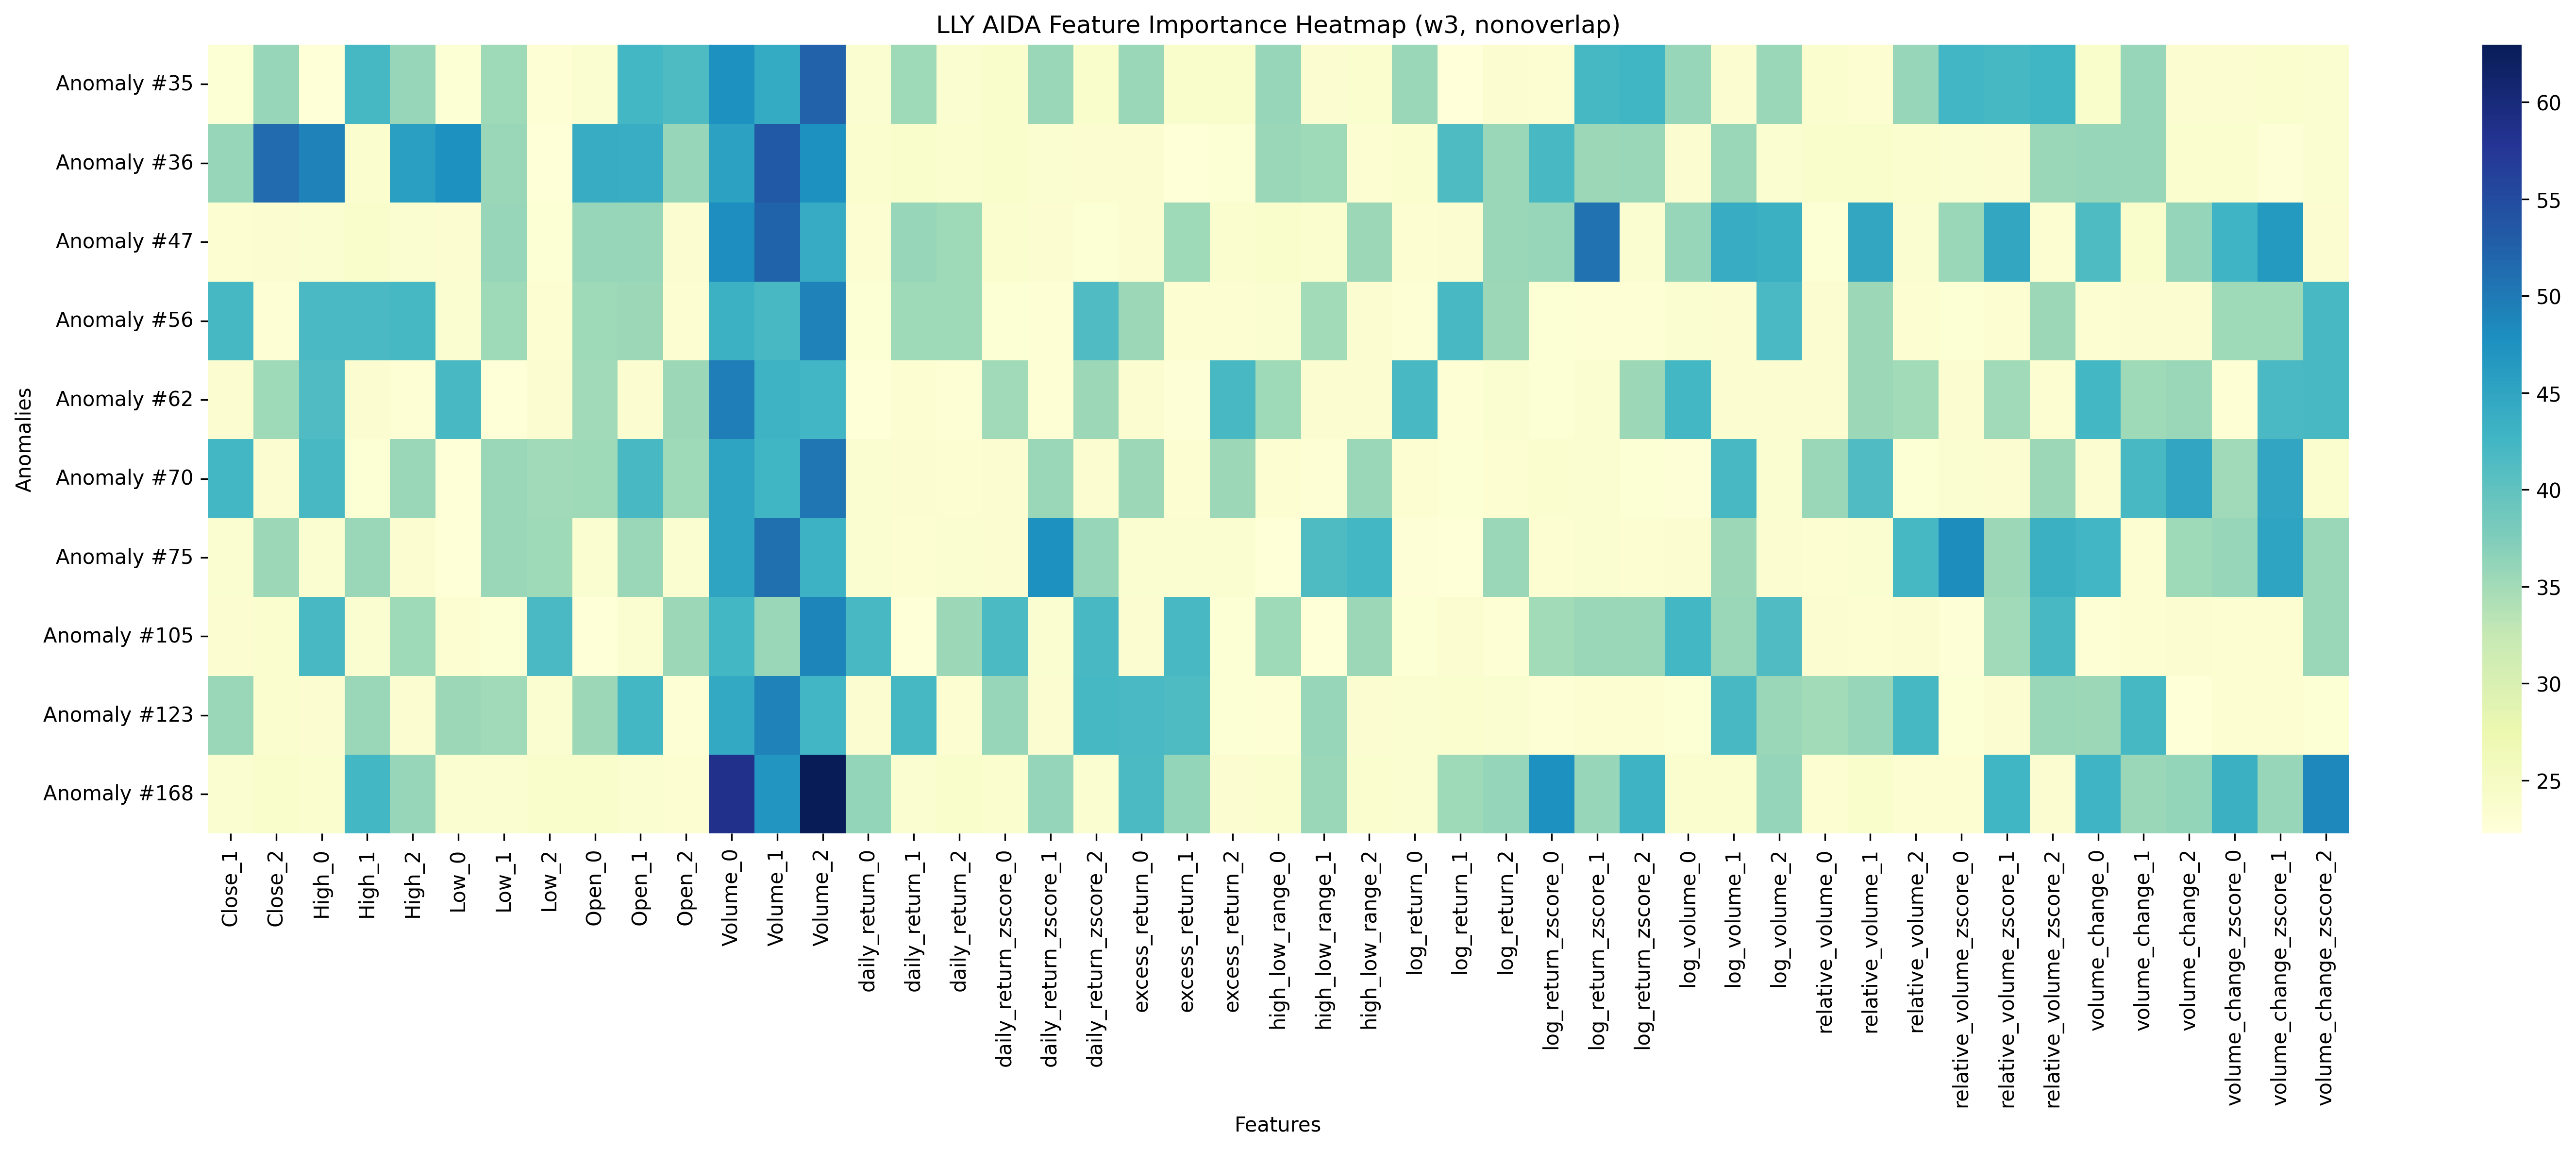 LLY AIDA Feature Importance Heatmap (w3, nonoverlap)
Anomalies
Anomaly #35
Anomaly #36
Anomaly #47
Anomaly #56
Anomaly #62
Anomaly #70
Anomaly #75
Anomaly #105
Anomaly #123
Anomaly #168
60
55
50
45
40
35
30
25
Close_1
Close_2
High_0
High_1
High_2
Low_0
Low_1
Low_2
Open_0
Open_1
Open_2
Volume_0
Volume_1
Volume_2
daily_return_0
daily_return_1
daily_return_2
daily_return_zscore_0
daily_return_zscore_1
daily_return_zscore_2
excess_return_0
excess_return_1
excess_return_2
high_low_range_0
high_low_range_1
high_low_range_2
log_return_0
log_return_1
log_return_2
log_return_zscore_0
log_return_zscore_1
log_return_zscore_2
log_volume_0
log_volume_1
log_volume_2
relative_volume_0
relative_volume_1
relative_volume_2
relative_volume_zscore_0
relative_volume_zscore_1
relative_volume_zscore_2
volume_change_0
volume_change_1
volume_change_2
volume_change_zscore_0
volume_change_zscore_1
volume_change_zscore_2
Features